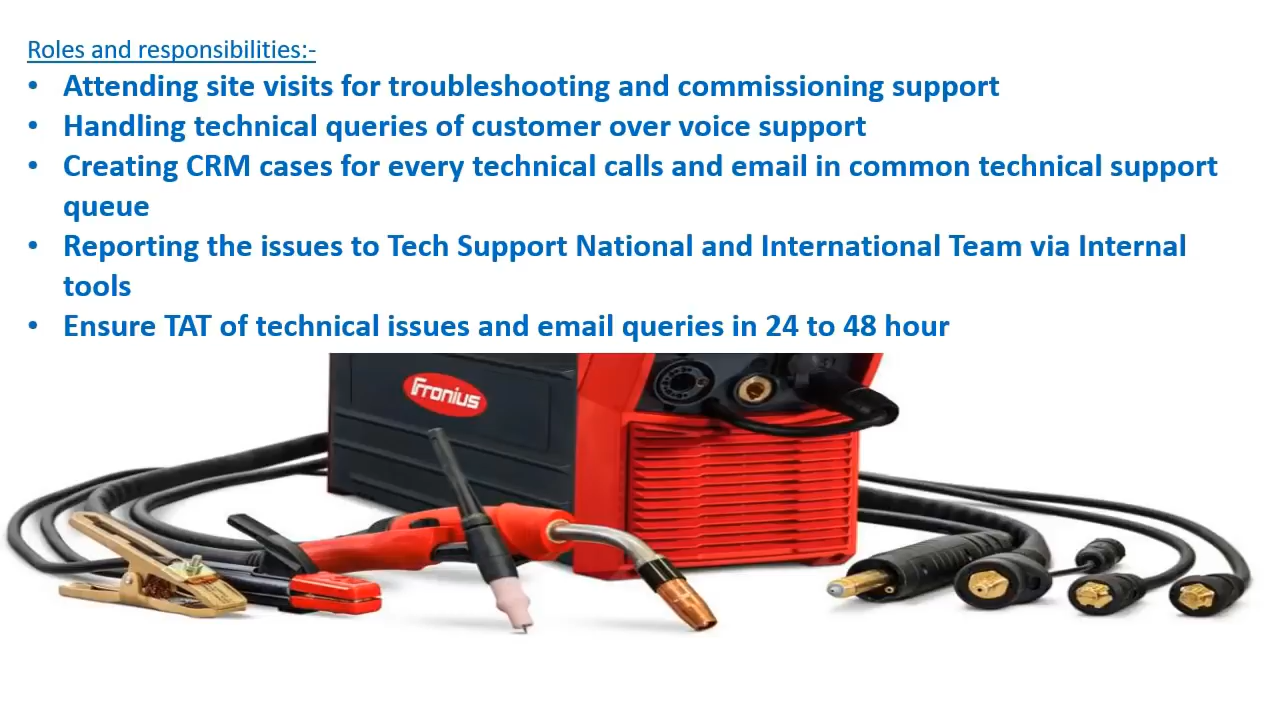 Roles and responsibilities:-
• Attending site visits for troubleshooting and commissioning support
• Handling technical queries of customer over voice support
• Creating CRM cases for every technical calls and email in common technical support
queue
• Reporting the issues to Tech Support National and International Team via Internal
tools
• Ensure TAT of technical issues and email queries in 24 to 48 hour
Fronius